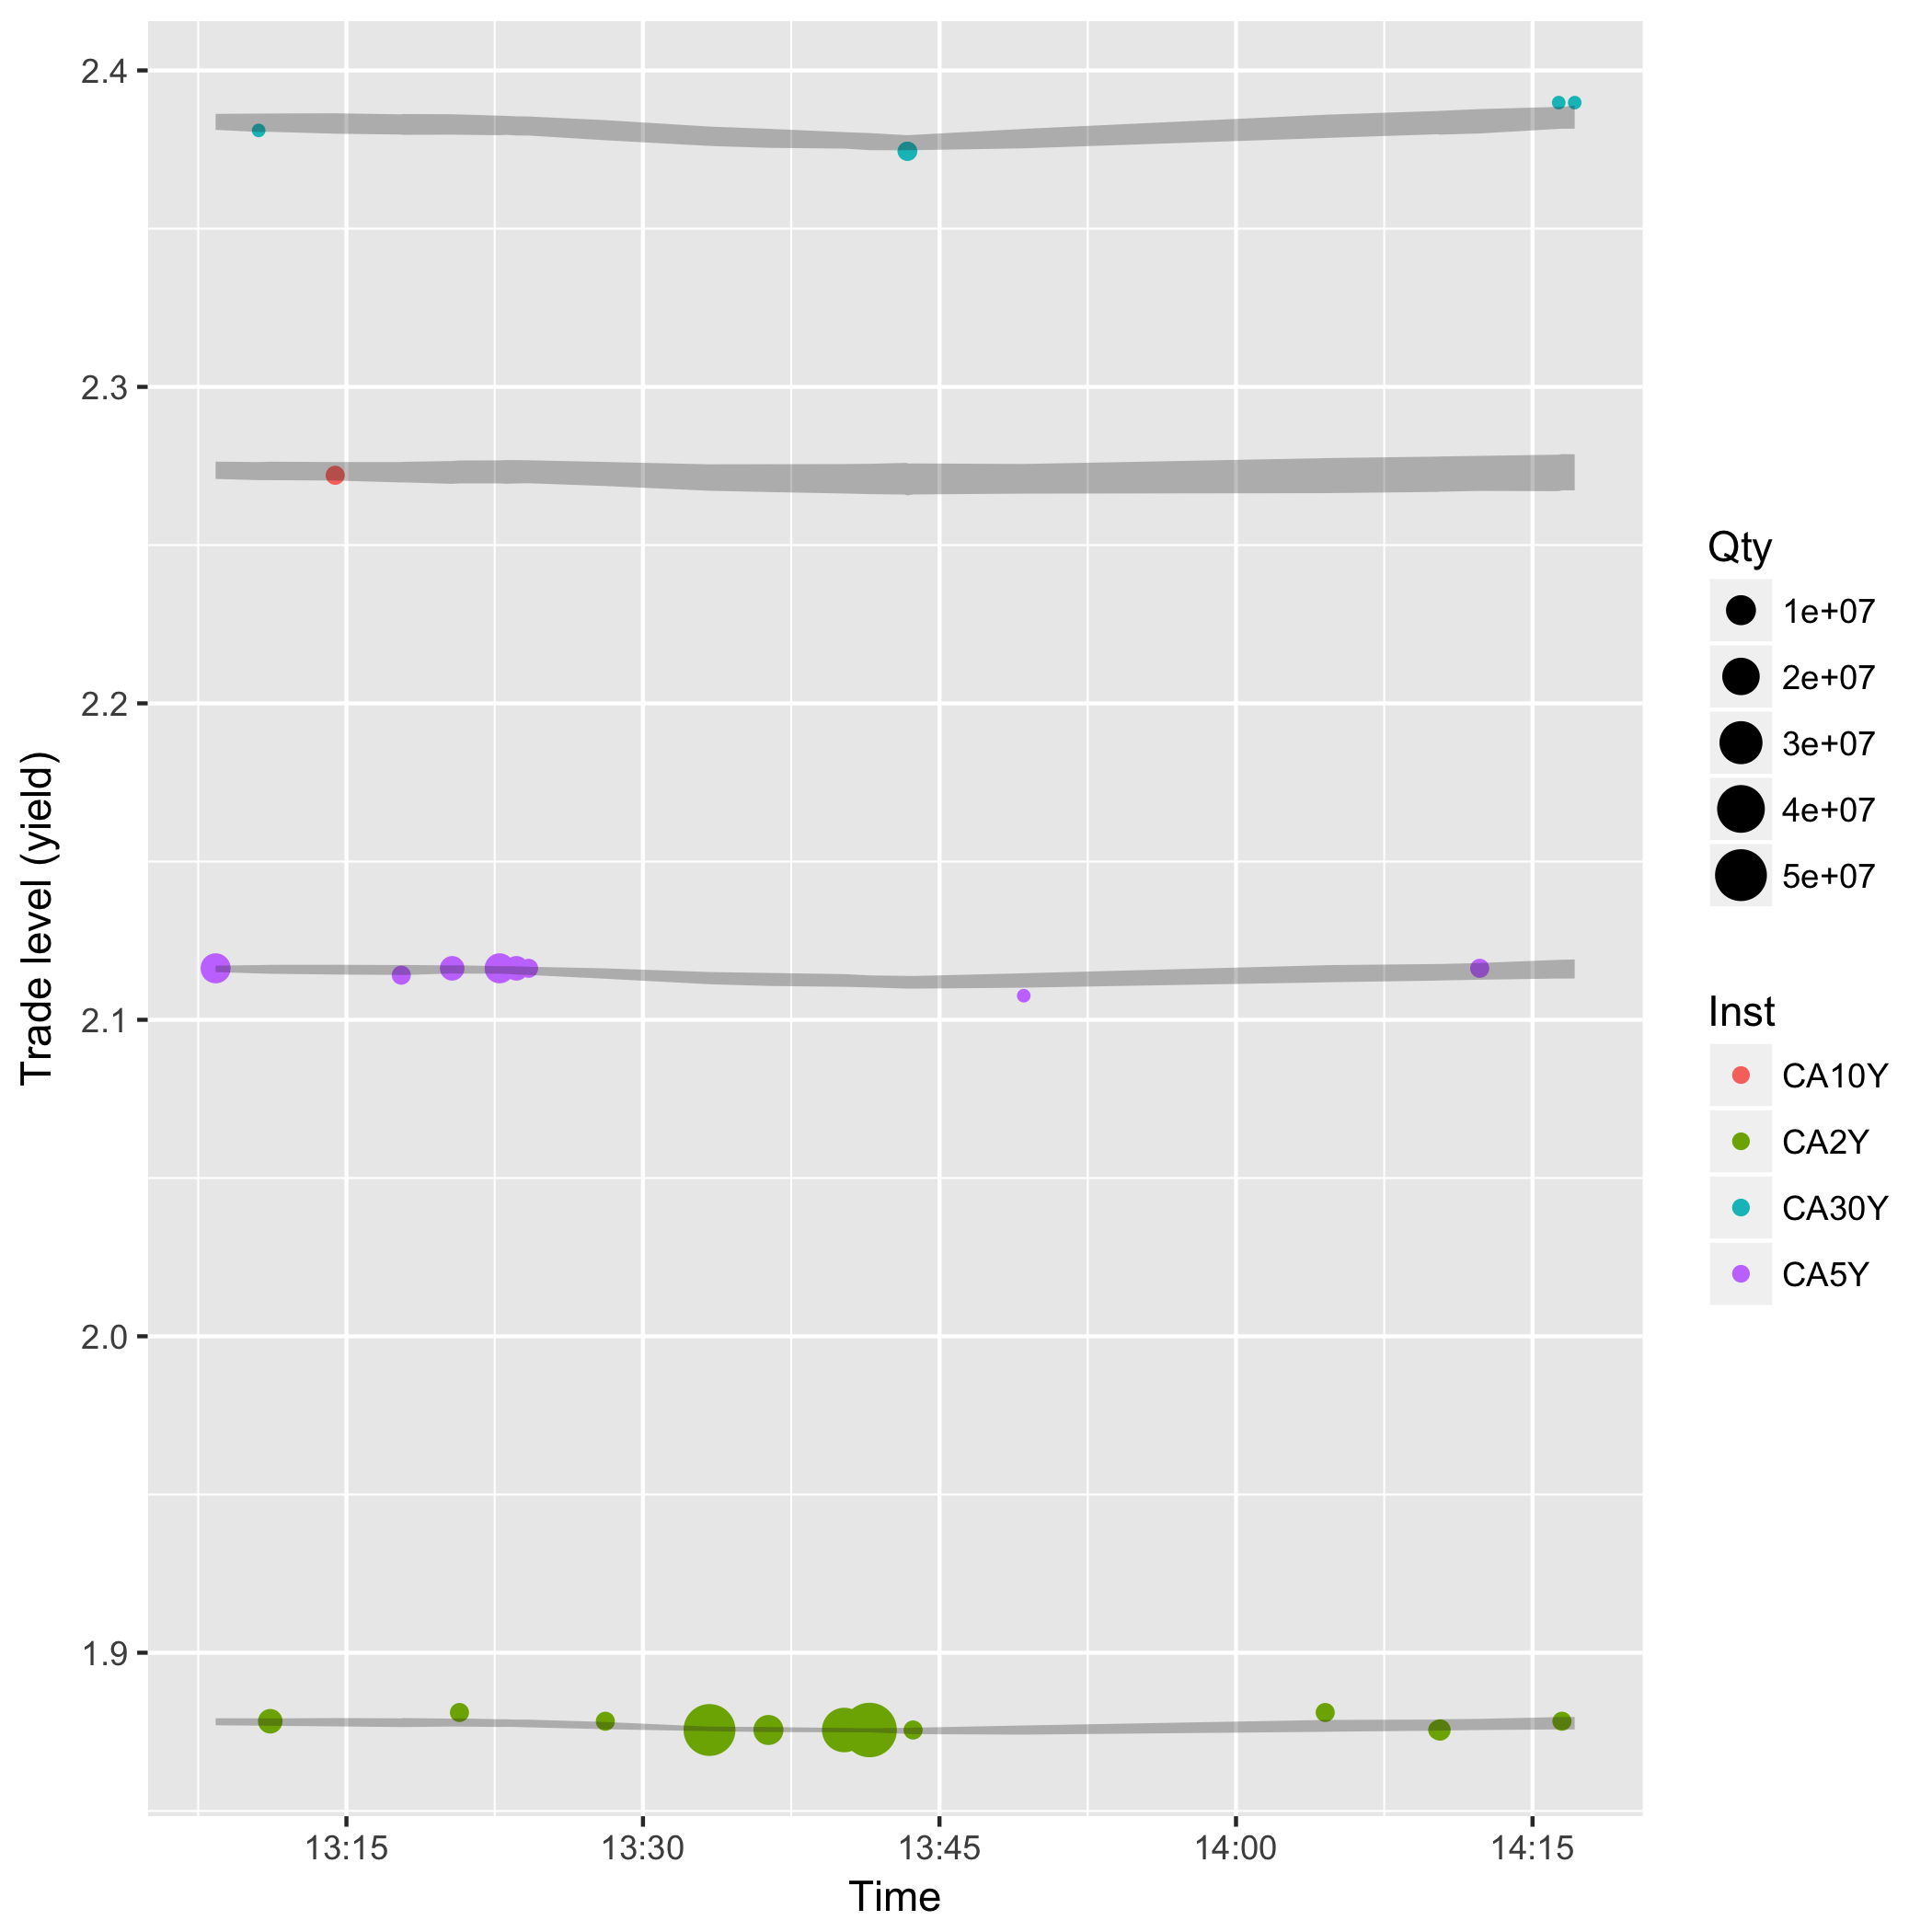 Trade level (yield)
2.4
2.3
2.2
2.1
2.0
1.9
13:15 13:30 13:45 14:00 14:15
Time
Qty
1e+07
2e+07
3e+07
4e+07
5e+07
Inst
CA10Y
CA2Y
CA30Y
CA5Y